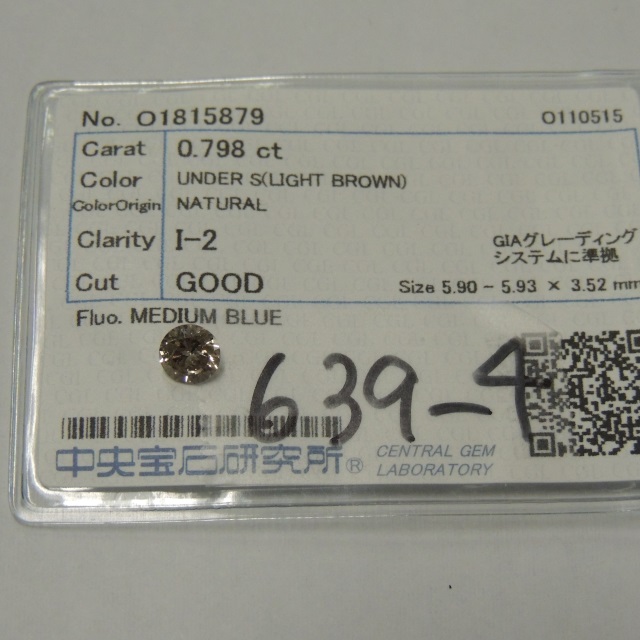 No. O1815879 O110515
Carat 0.798 ct
Color UNDER S(LIGHT BROWN)
ColorOrigin NATURAL
Clarity I-2 GIAグレーディング
システムに準拠
Cut GOOD Size 5.90 - 5.93 × 3.52 mm
Fluo. MEDIUM BLUE
639-4
中央宝石研究所® CENTRAL GEM
LABORATORY